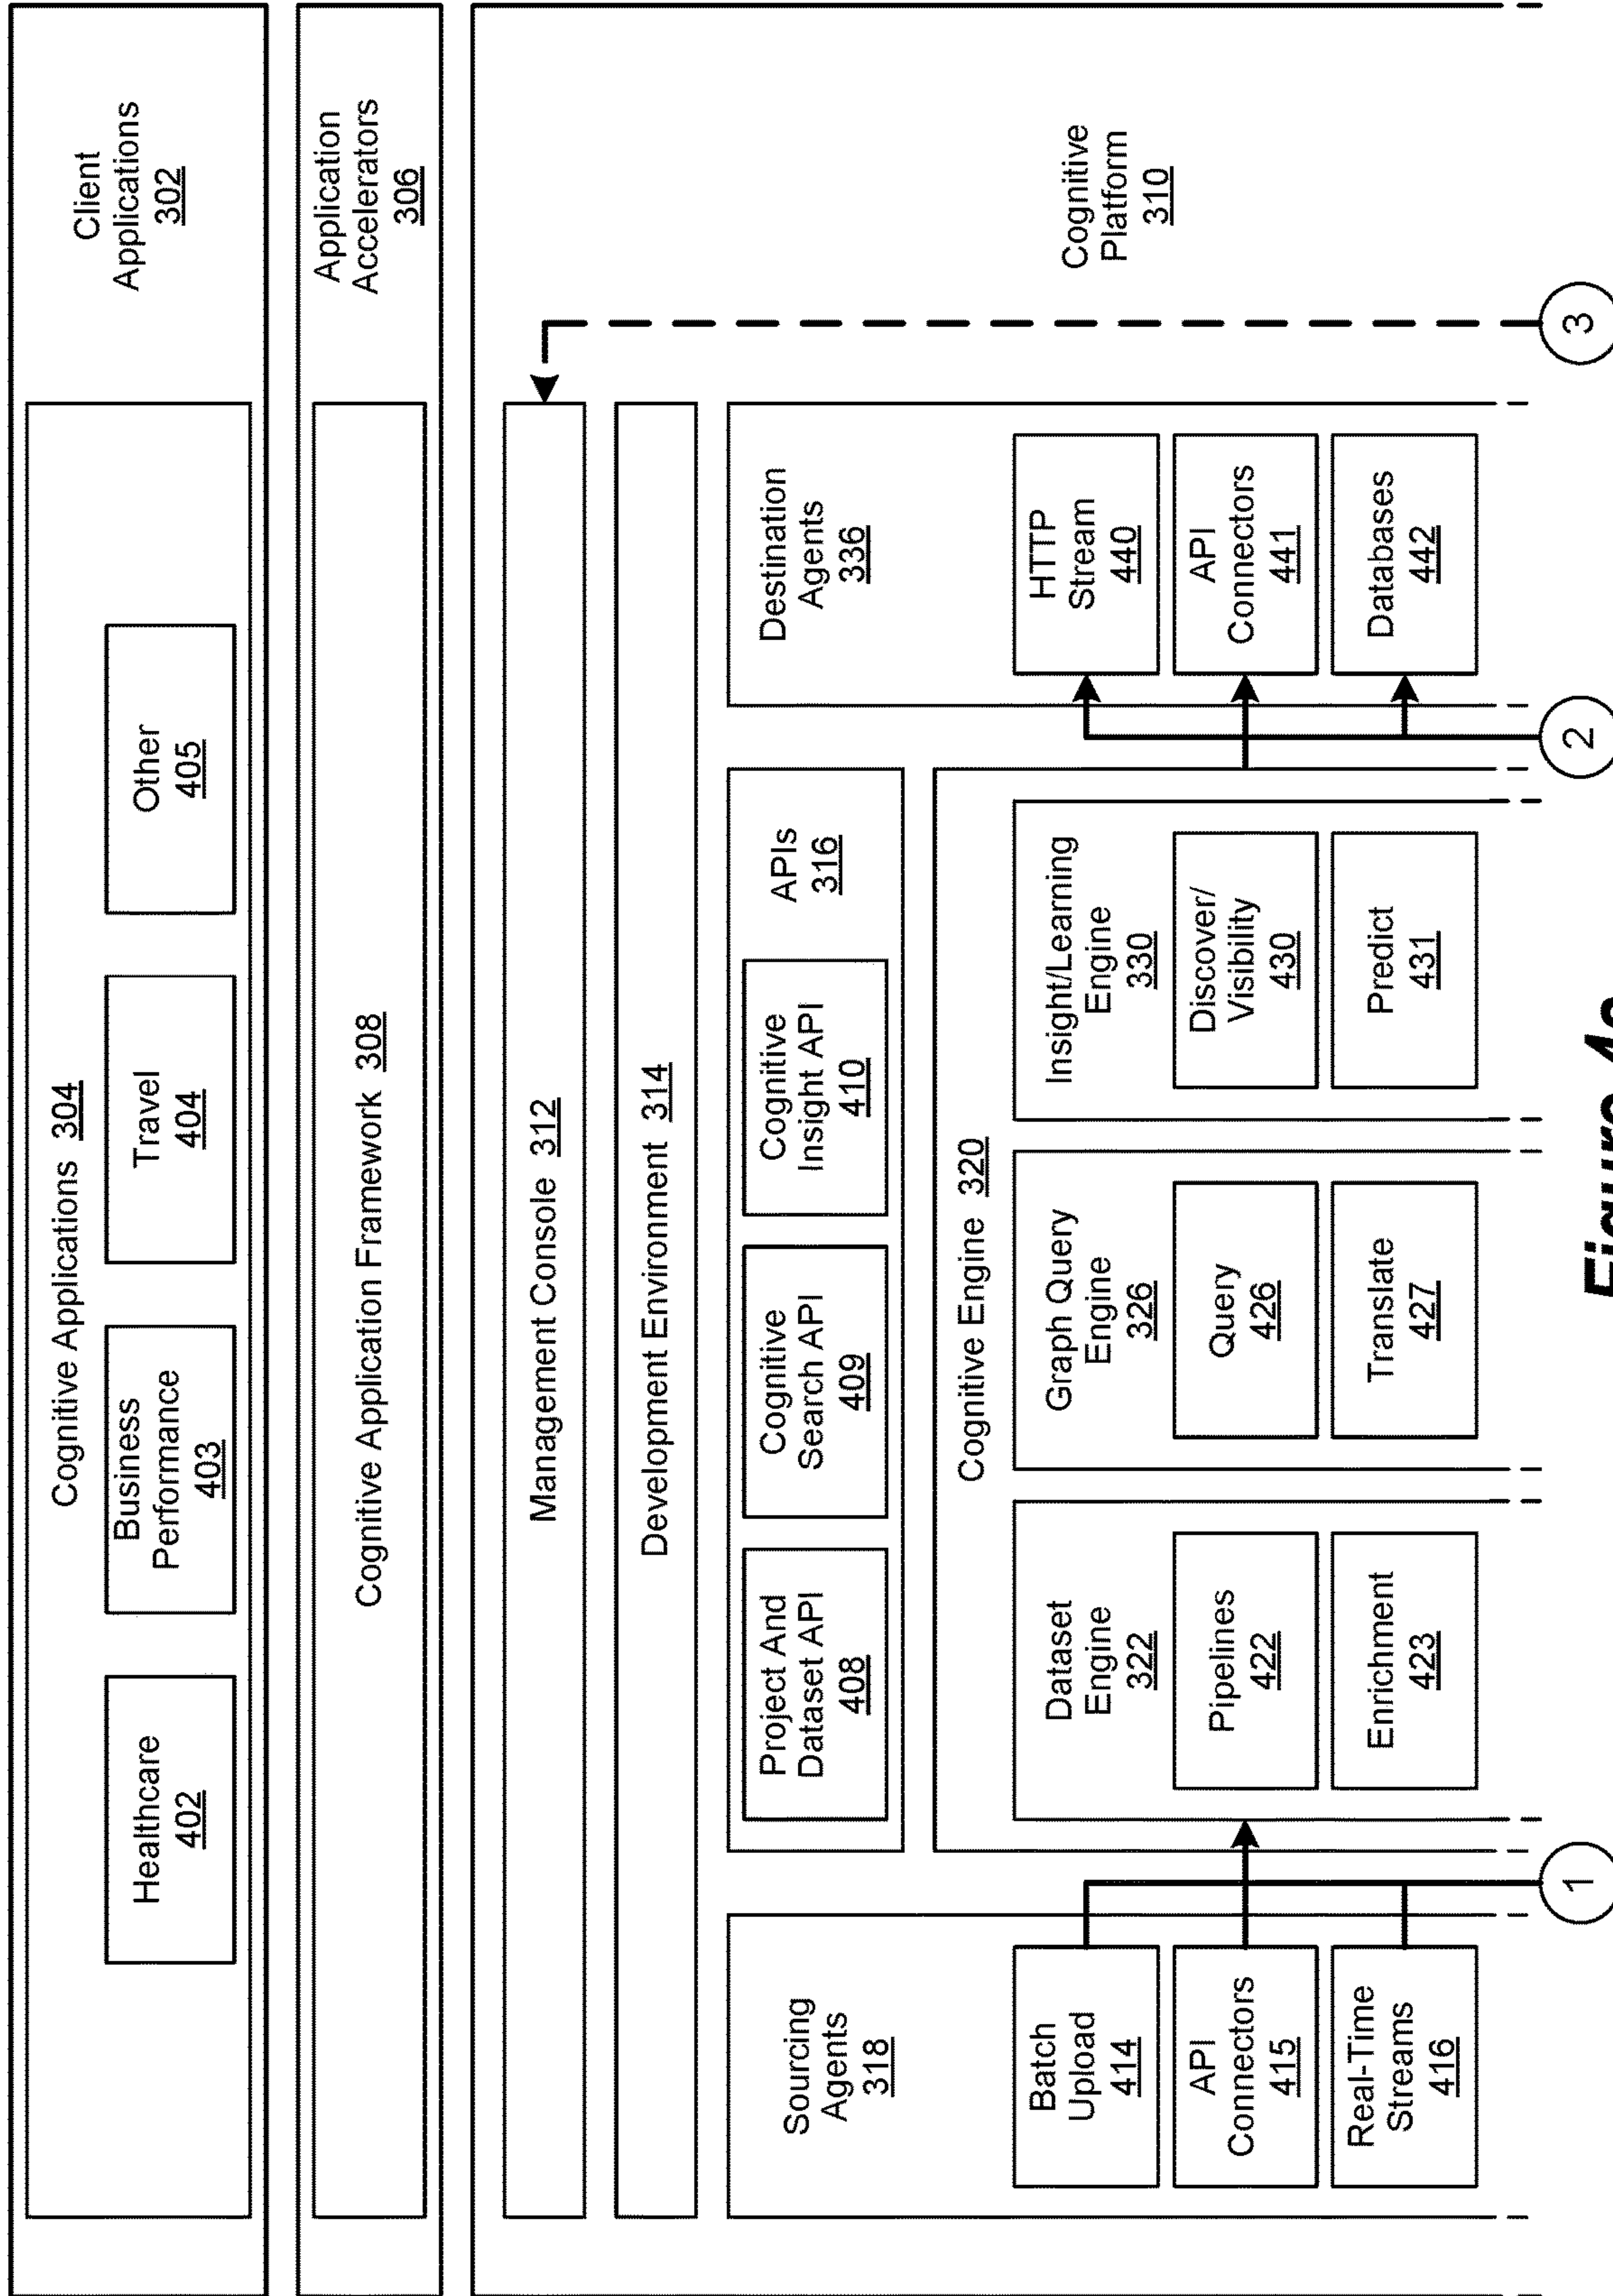 Cognitive Applications 304
Healthcare
402
Business
Performance
403
Travel
404
Other
405
Client
Applications
302
Cognitive Application Framework 308
Application
Accelerators
306
Management Console 312
Development Environment 314
Cognitive
Platform
310
Sourcing
Agents
318
Batch
Upload
414
API
Connectors
415
Real-Time
Streams
416
Project And
Dataset API
408
Cognitive
Search API
409
Cognitive
Insight API
410
APIs
316
Cognitive Engine 320
Dataset
Engine
322
Pipelines
422
Enrichment
423
Graph Query
Engine
326
Query
426
Translate
427
Insight/Learning
Engine
330
Discover/
Visibility
430
Predict
431
Destination
Agents
336
HTTP
Stream
440
API
Connectors
441
Databases
442
1
2
3
Figure 4a